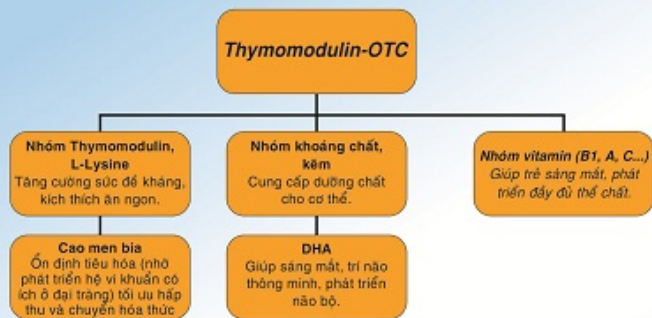 Thymomodulin-OTC
Nhóm Thymomodulin,
L-Lysine
Tăng cường sức đề kháng,
kích thích ăn ngon.
Nhóm khoáng chất,
kẽm
Cung cấp dưỡng chất
cho cơ thể.
Nhóm vitamin (B1, A, C...)
Giúp trẻ sáng mắt, phát
triển đầy đủ thể chất.
Cao men bia
Ổn định tiêu hóa (nhờ
phát triển hệ vi khuẩn có
ích ở đại tràng) tối ưu hấp
thu và chuyển hóa thức
DHA
Giúp sáng mắt, trí não
thông minh, phát triển
não bộ.